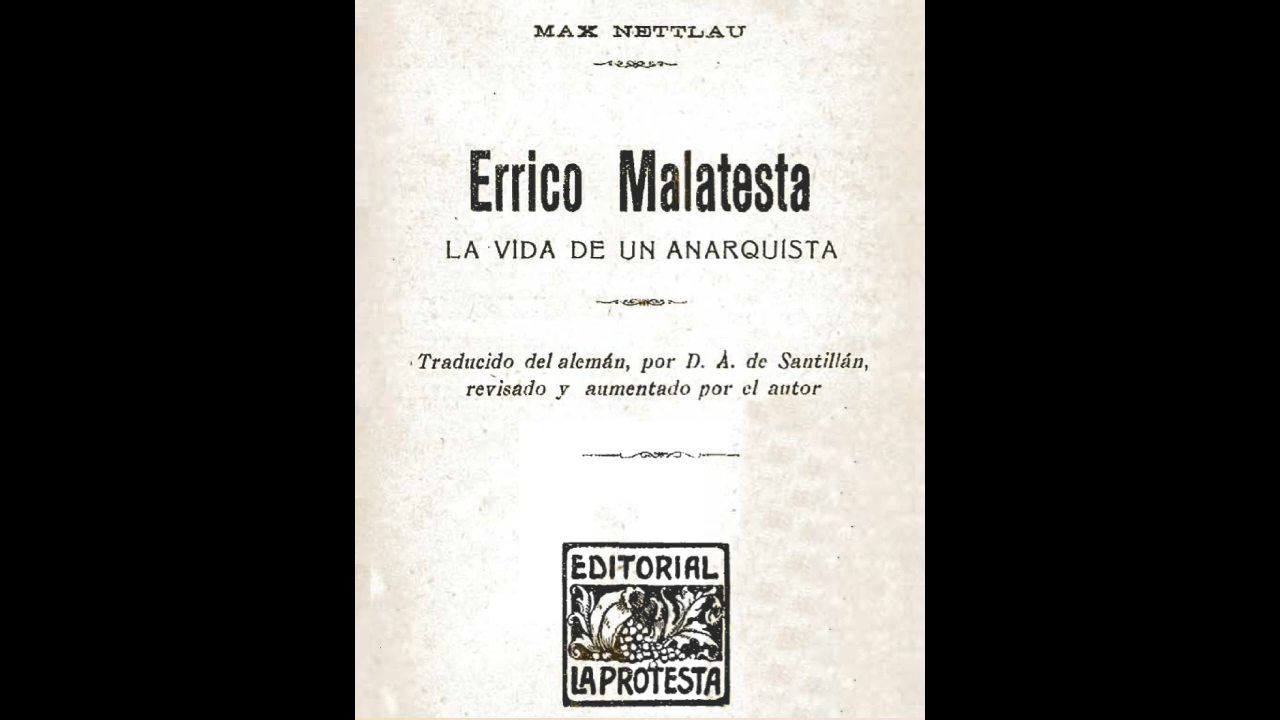 MAX NETTLAU
Errico Malatesta
LA VIDA DE UN ANARQUÍSTA
Traducido del alemán, por D. A. de Santillán,
revisado y aumentado por el autor
EDITORIAL
LA PROTESTA